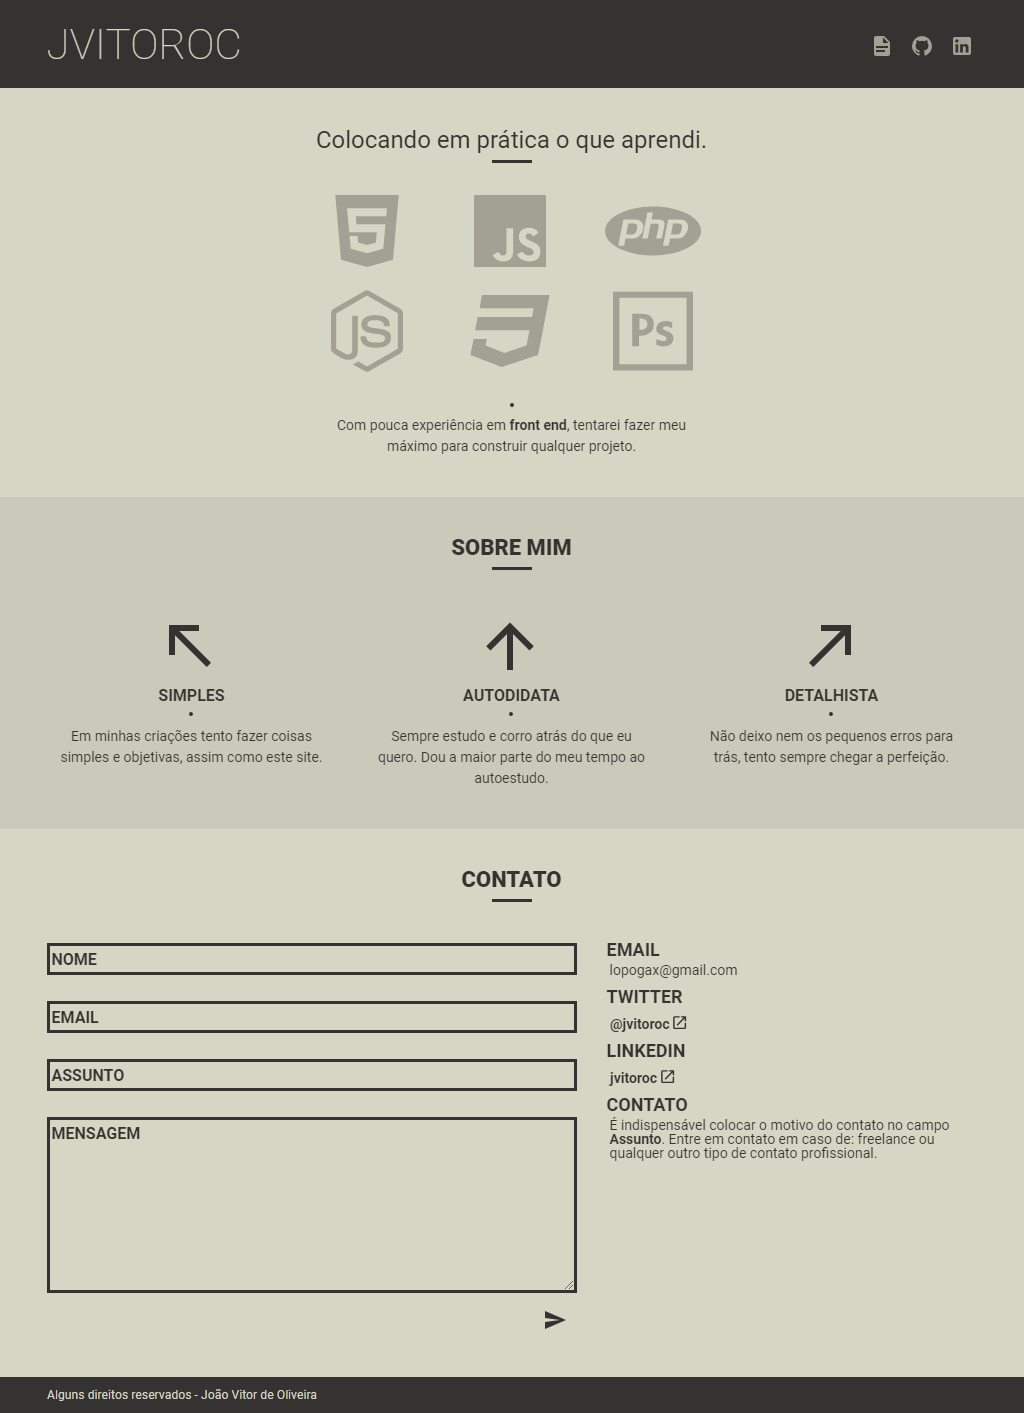 JVITOROC
Colocando em prática o que aprendi.
5
JS
php
JS
3
Ps
Com pouca experiência em front end, tentarei fazer meu
máximo para construir qualquer projeto.
SOBRE MIM
SIMPLES
Em minhas criações tento fazer coisas
simples e objetivas, assim como este site.
AUTODIDATA
Sempre estudo e corro atrás do que eu
quero. Dou a maior parte do meu tempo ao
autoestudo.
DETALHISTA
Não deixo nem os pequenos erros para
trás, tento sempre chegar a perfeição.
CONTATO
NOME
EMAIL
ASSUNTO
MENSAGEM
EMAIL
lopogax@gmail.com
TWITTER
@jvitoroc
LINKEDIN
jvitoroc
CONTATO
É indispensável colocar o motivo do contato no campo
Assunto. Entre em contato em caso de: freelance ou
qualquer outro tipo de contato profissional.
Alguns direitos reservados - João Vitor de Oliveira